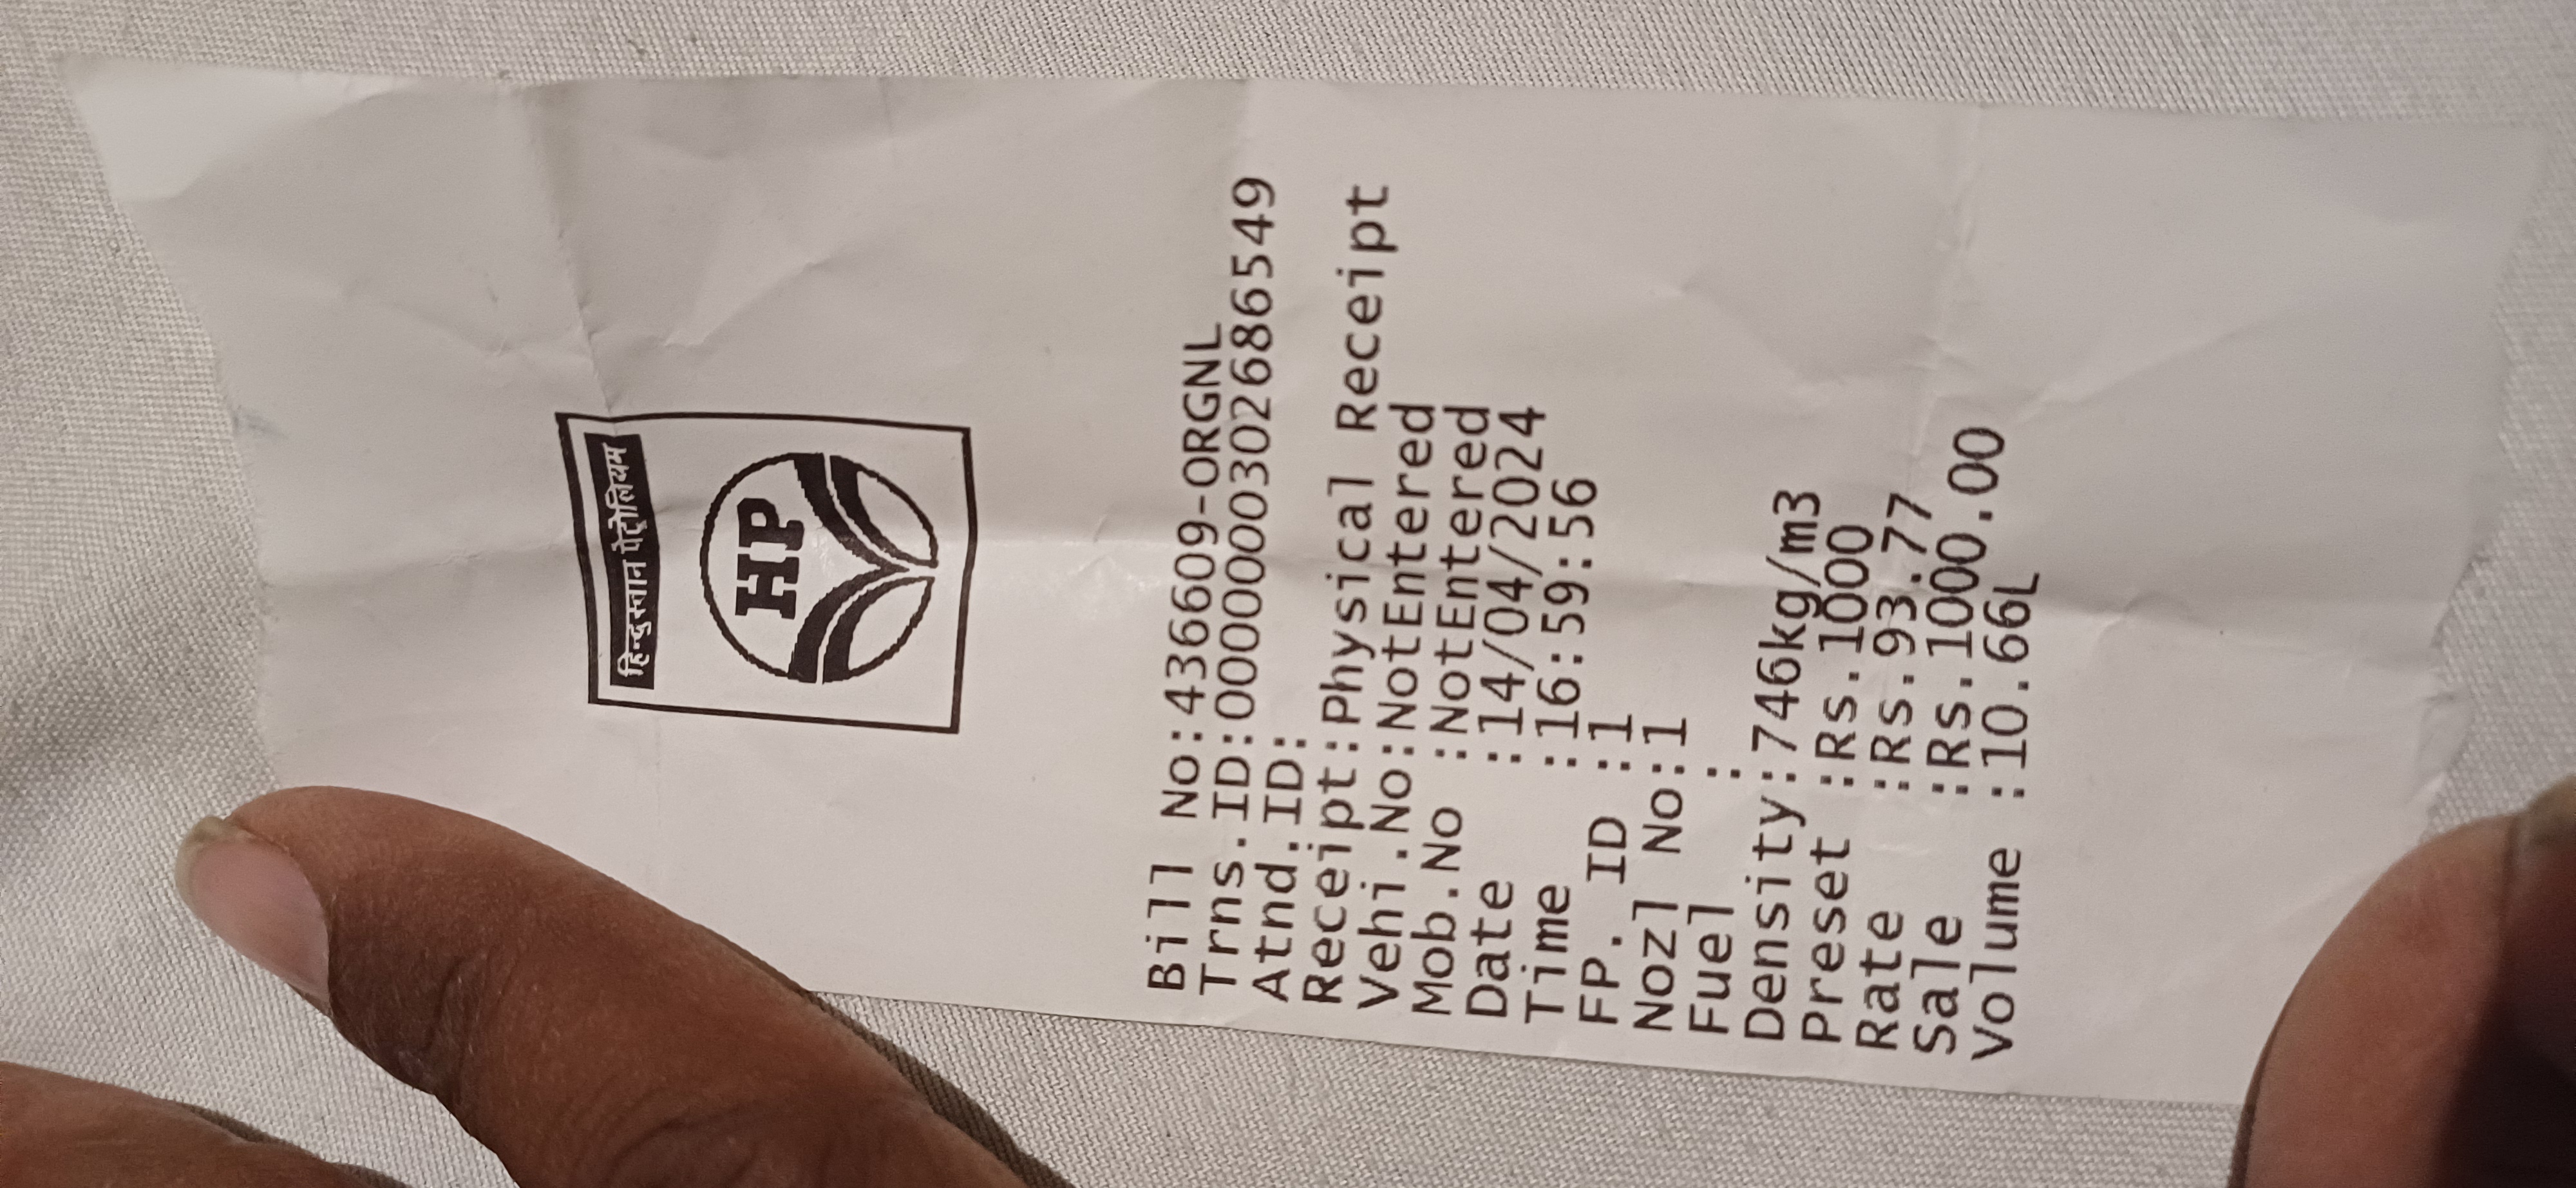 हिन्दुस्तान पेट्रोलियम
HP
Bill No:436609-ORGNL
Trns.ID:0000000302686549
Atnd.ID:
Receipt:Physical Receipt
Vehi.No:NotEntered
Mob.No :NotEntered
Date :14/04/2024
Time :16:59:56
FP. ID :1
Nozl No:1
Fuel :
Density:746kg/m3
Preset :Rs.1000
Rate :Rs.93.77
Sale :Rs.1000.00
Volume :10.66L